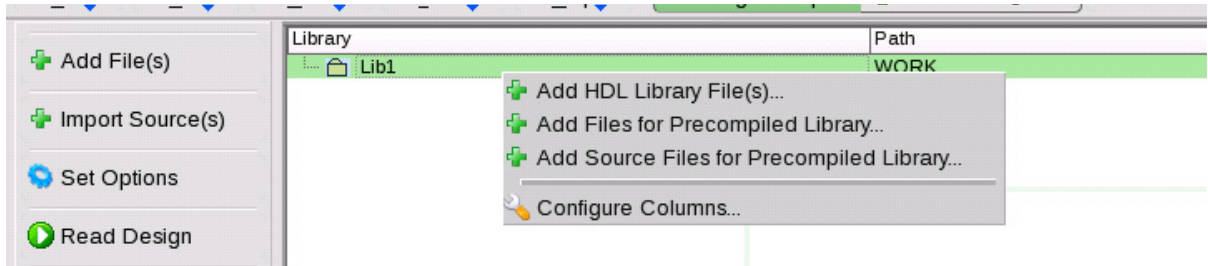 Library Path
Add File(s)
Lib1 WORK
Add HDL Library File(s)...
Import Source(s)
Add Files for Precompiled Library...
Add Source Files for Precompiled Library...
Set Options
Configure Columns...
Read Design